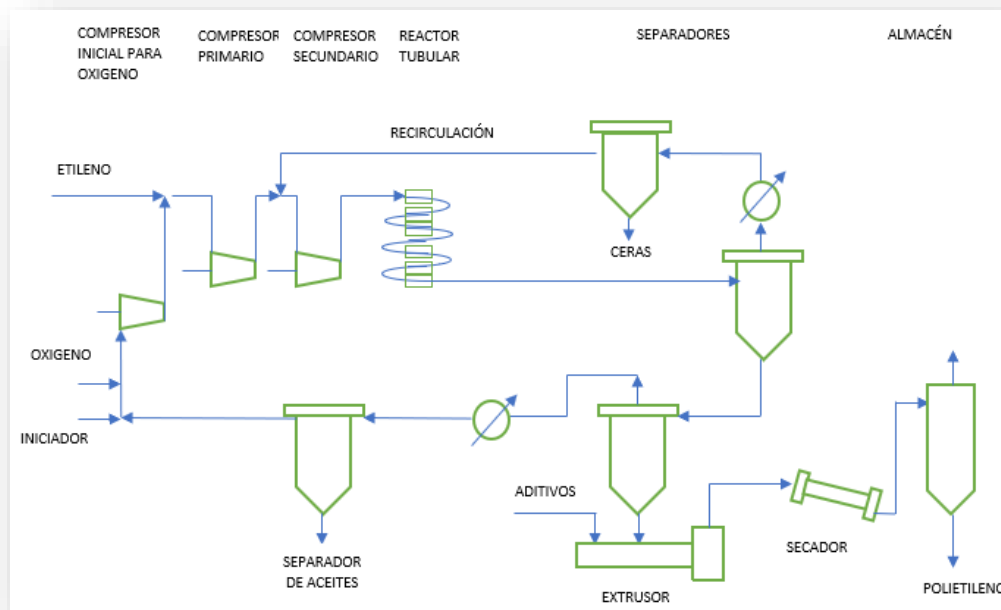 COMPRESOR
INICIAL PARA
OXIGENO
COMPRESOR
PRIMARIO
COMPRESOR
SECUNDARIO
REACTOR
TUBULAR
SEPARADORES
ALMACÉN
RECIRCULACIÓN
ETILENO
CERAS
OXIGENO
INICIADOR
ADITIVOS
SEPARADOR
DE ACEITES
EXTRUSOR
SECADOR
POLIETILENO